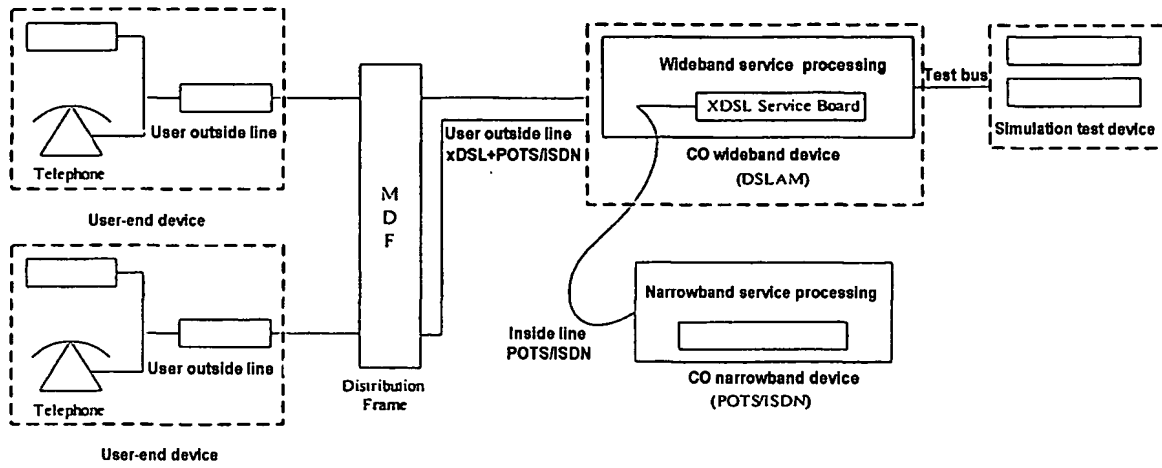 User outside line
Telephone
User-end device
User outside line
Telephone
User-end device
M
D
F
Distribution
Frame
User outside line
xDSL+POTS/ISDN
Wideband service processing
XDSL Service Board
CO wideband device
(DSLAM)
Test bus
Simulation test device
Inside line
POTS/ISDN
Narrowband service processing
CO narrowband device
(POTS/ISDN)